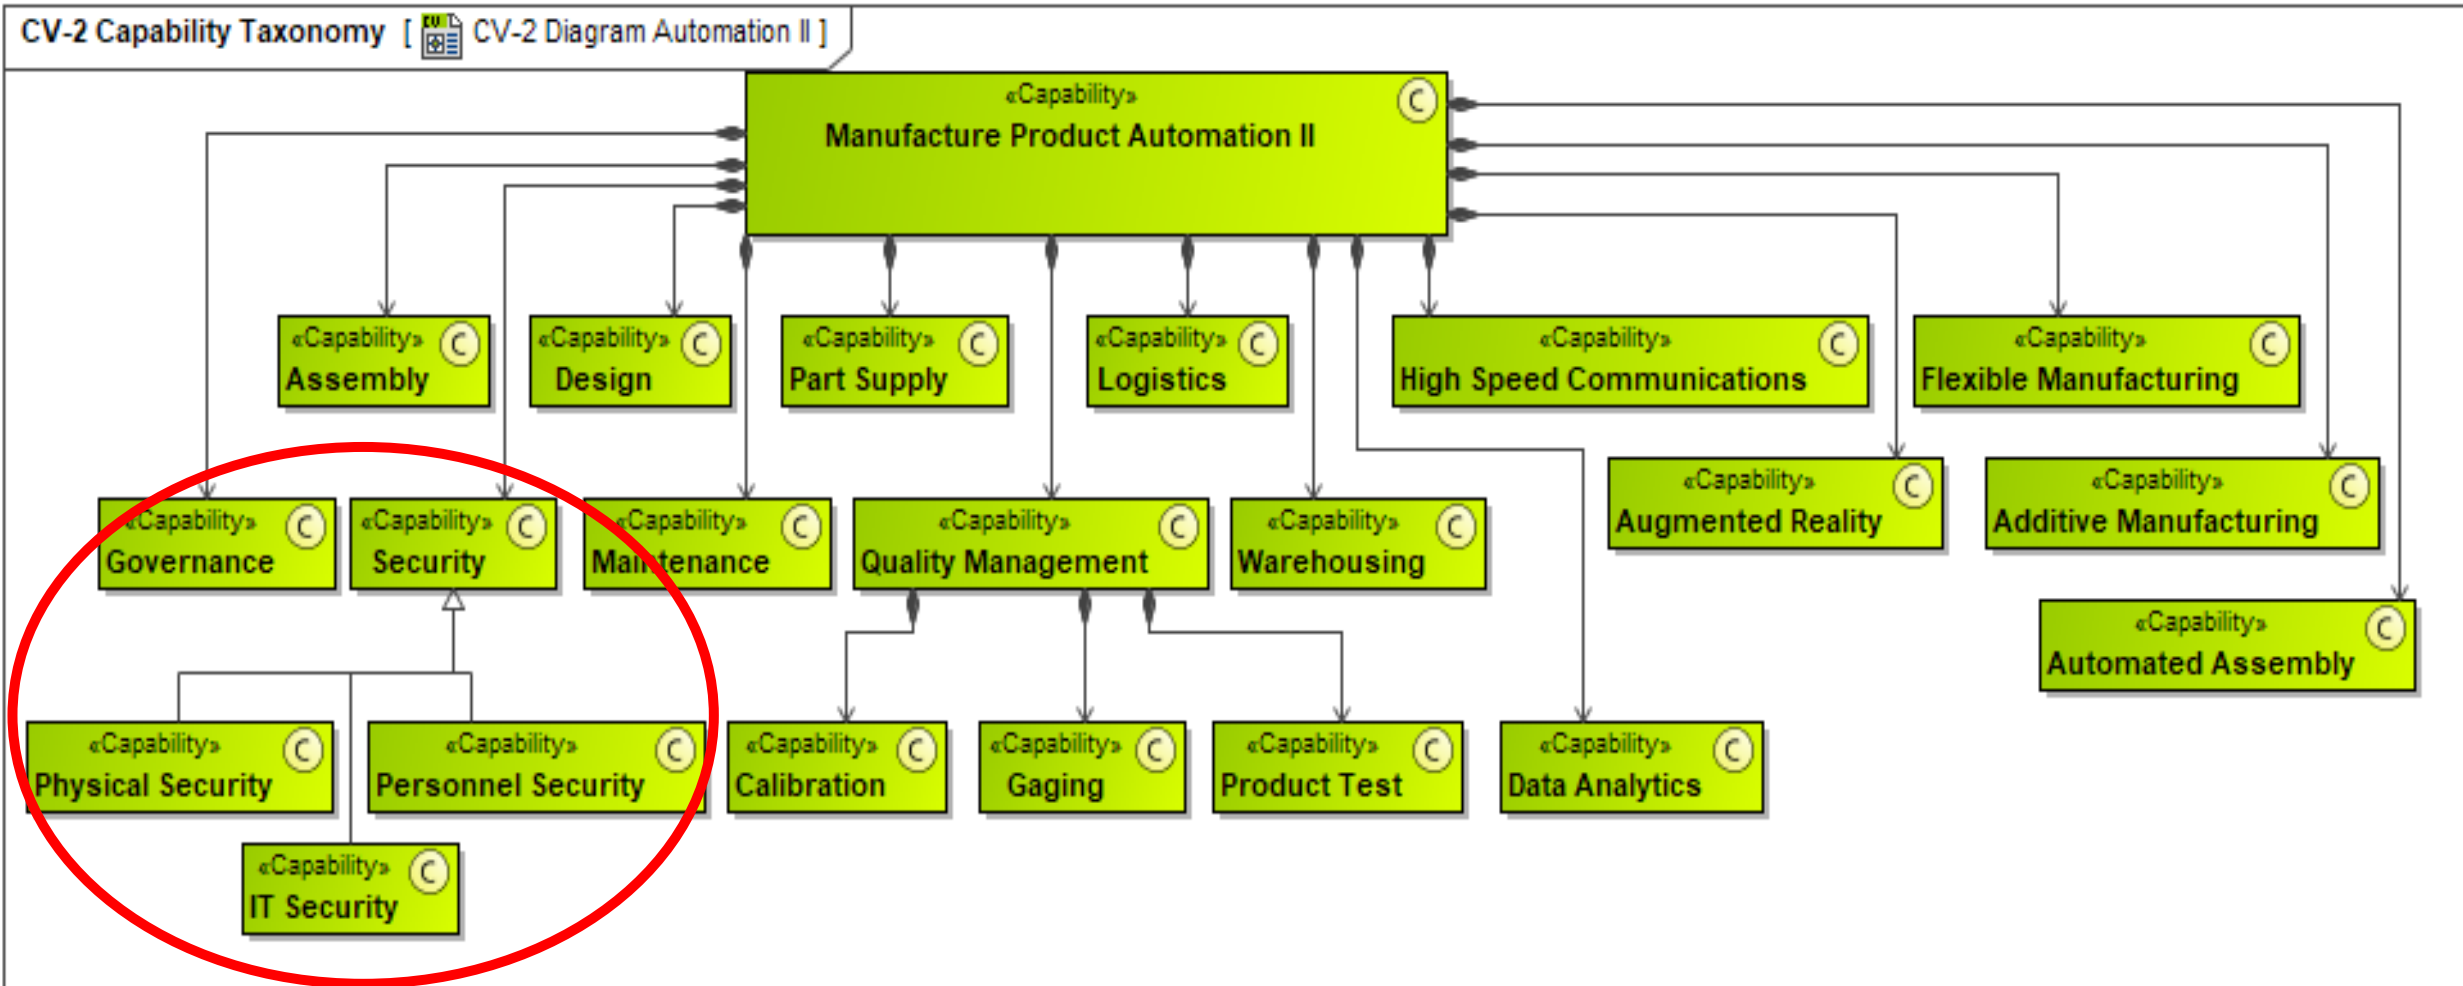 CV-2 Capability Taxonomy [ CV-2 Diagram Automation II ]
«Capability»
Manufacture Product Automation II
C
«Capability»
Assembly
C
«Capability»
Design
C
«Capability»
Part Supply
C
«Capability»
Logistics
C
«Capability»
High Speed Communications
C
«Capability»
Flexible Manufacturing
C
«Capability»
Augmented Reality
C
«Capability»
Additive Manufacturing
C
«Capability»
Governance
C
«Capability»
Security
C
«Capability»
Maintenance
C
«Capability»
Quality Management
C
«Capability»
Warehousing
C
«Capability»
Automated Assembly
C
«Capability»
Physical Security
C
«Capability»
Personnel Security
C
«Capability»
Calibration
C
«Capability»
Gaging
C
«Capability»
Product Test
C
«Capability»
Data Analytics
C
«Capability»
IT Security
C